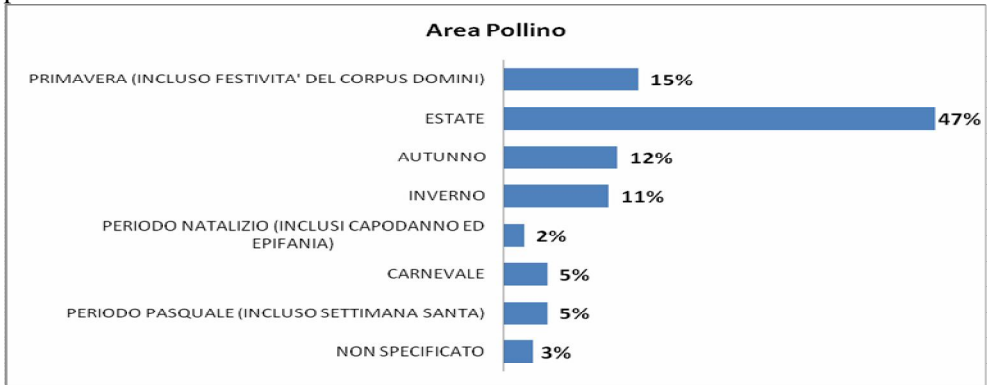 Area Pollino
PRIMAVERA (INCLUSO FESTIVITA' DEL CORPUS DOMINI) 15%
ESTATE 47%
AUTUNNO 12%
INVERNO 11%
PERIODO NATALIZIO (INCLUSI CAPODANNO ED
EPIFANIA) 2%
CARNEVALE 5%
PERIODO PASQUALE (INCLUSO SETTIMANA SANTA) 5%
NON SPECIFICATO 3%